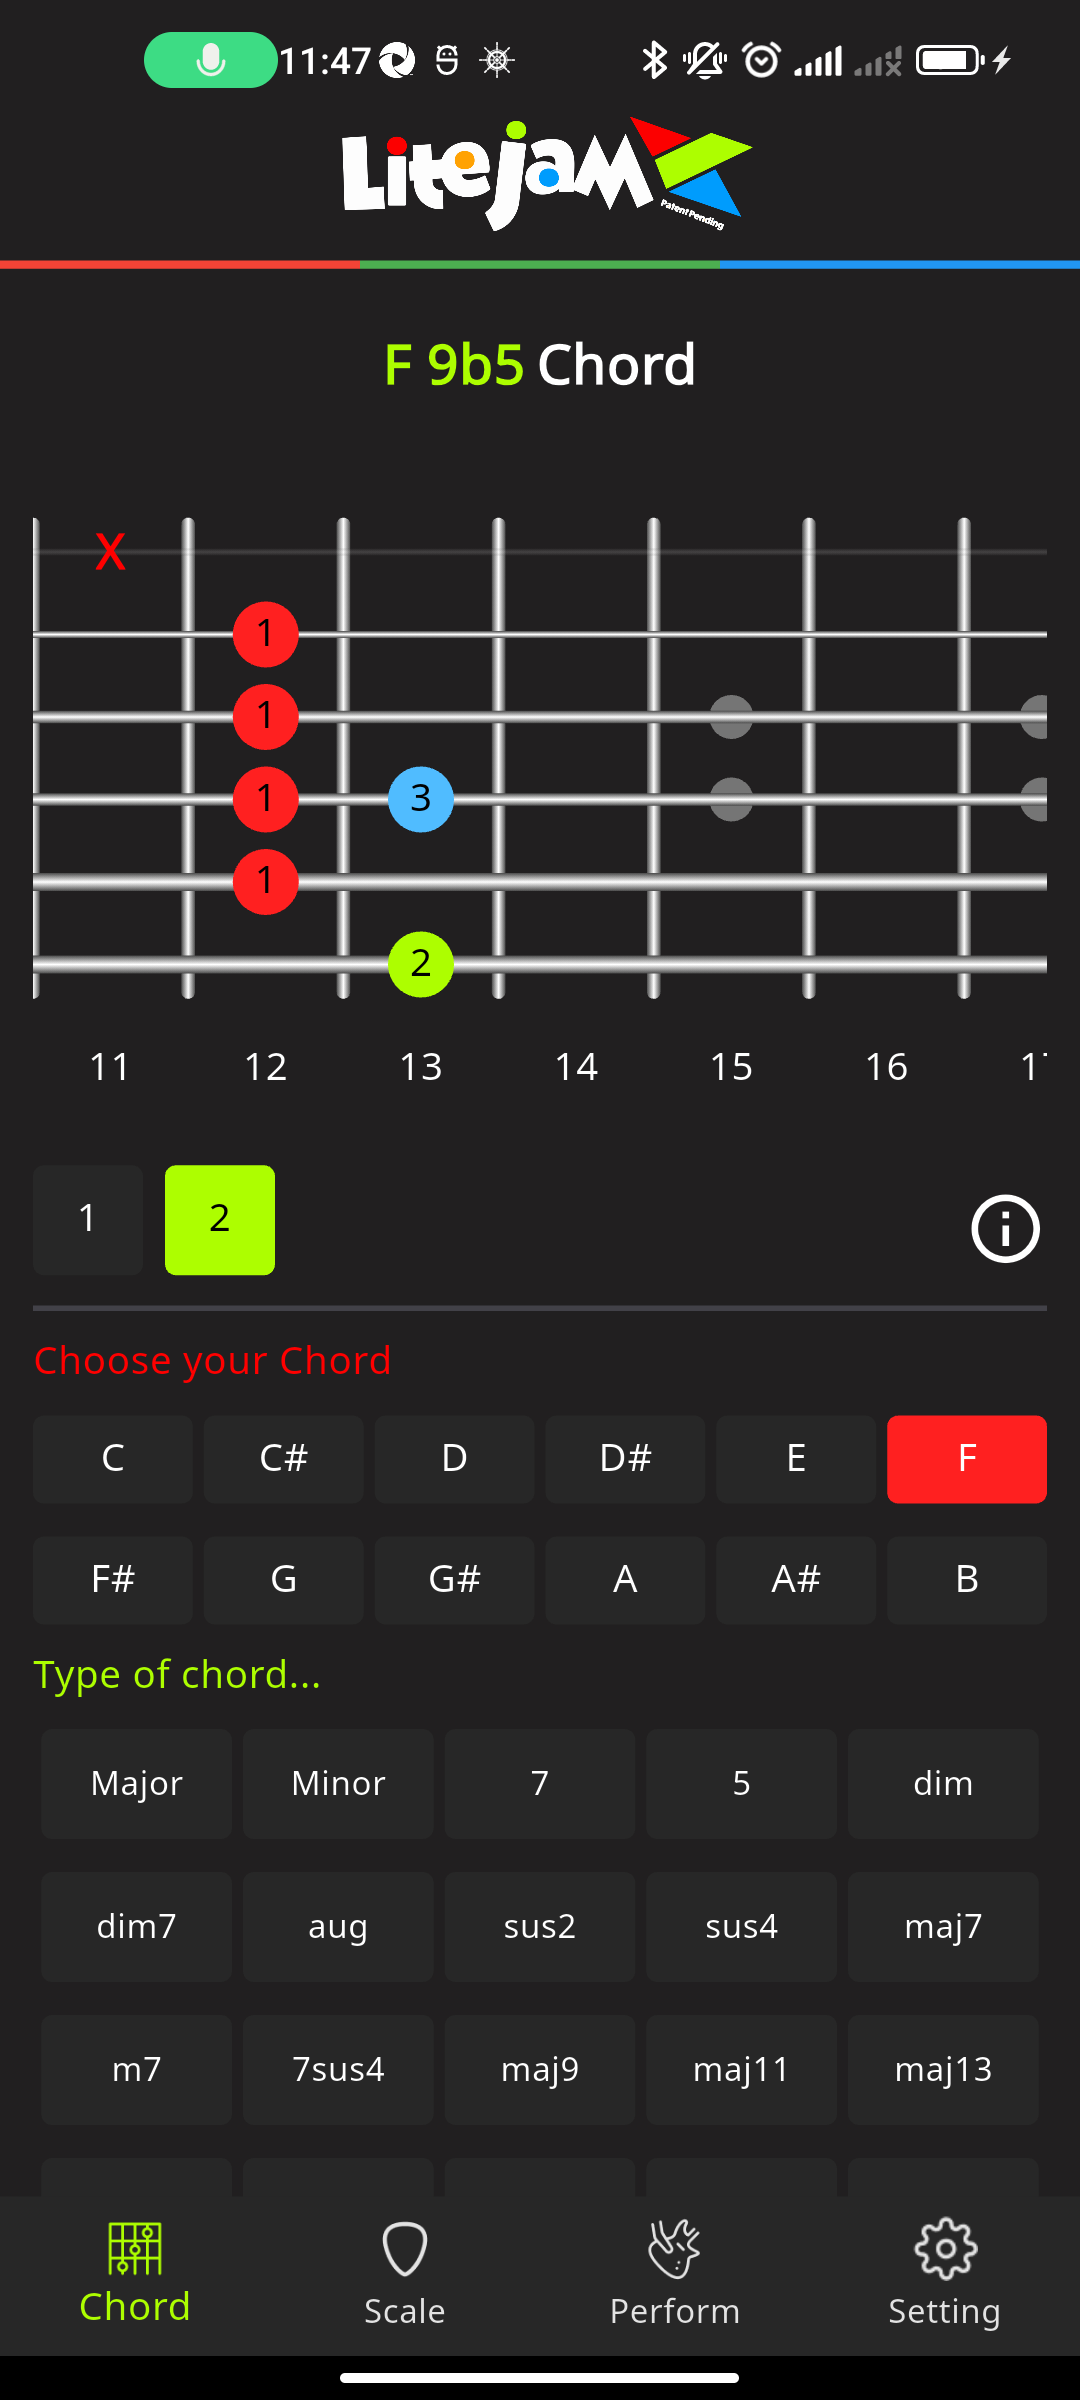 11:47
LiteJam
Patent Pending
F 9b5 Chord
X
1
1
1 3
1
2
11 12 13 14 15 16
1 2
Choose your Chord
C C# D D# E F
F# G G# A A# B
Type of chord...
Major Minor 7 5 dim
dim7 aug sus2 sus4 maj7
m7 7sus4 maj9 maj11 maj13
Chord Scale Perform Setting